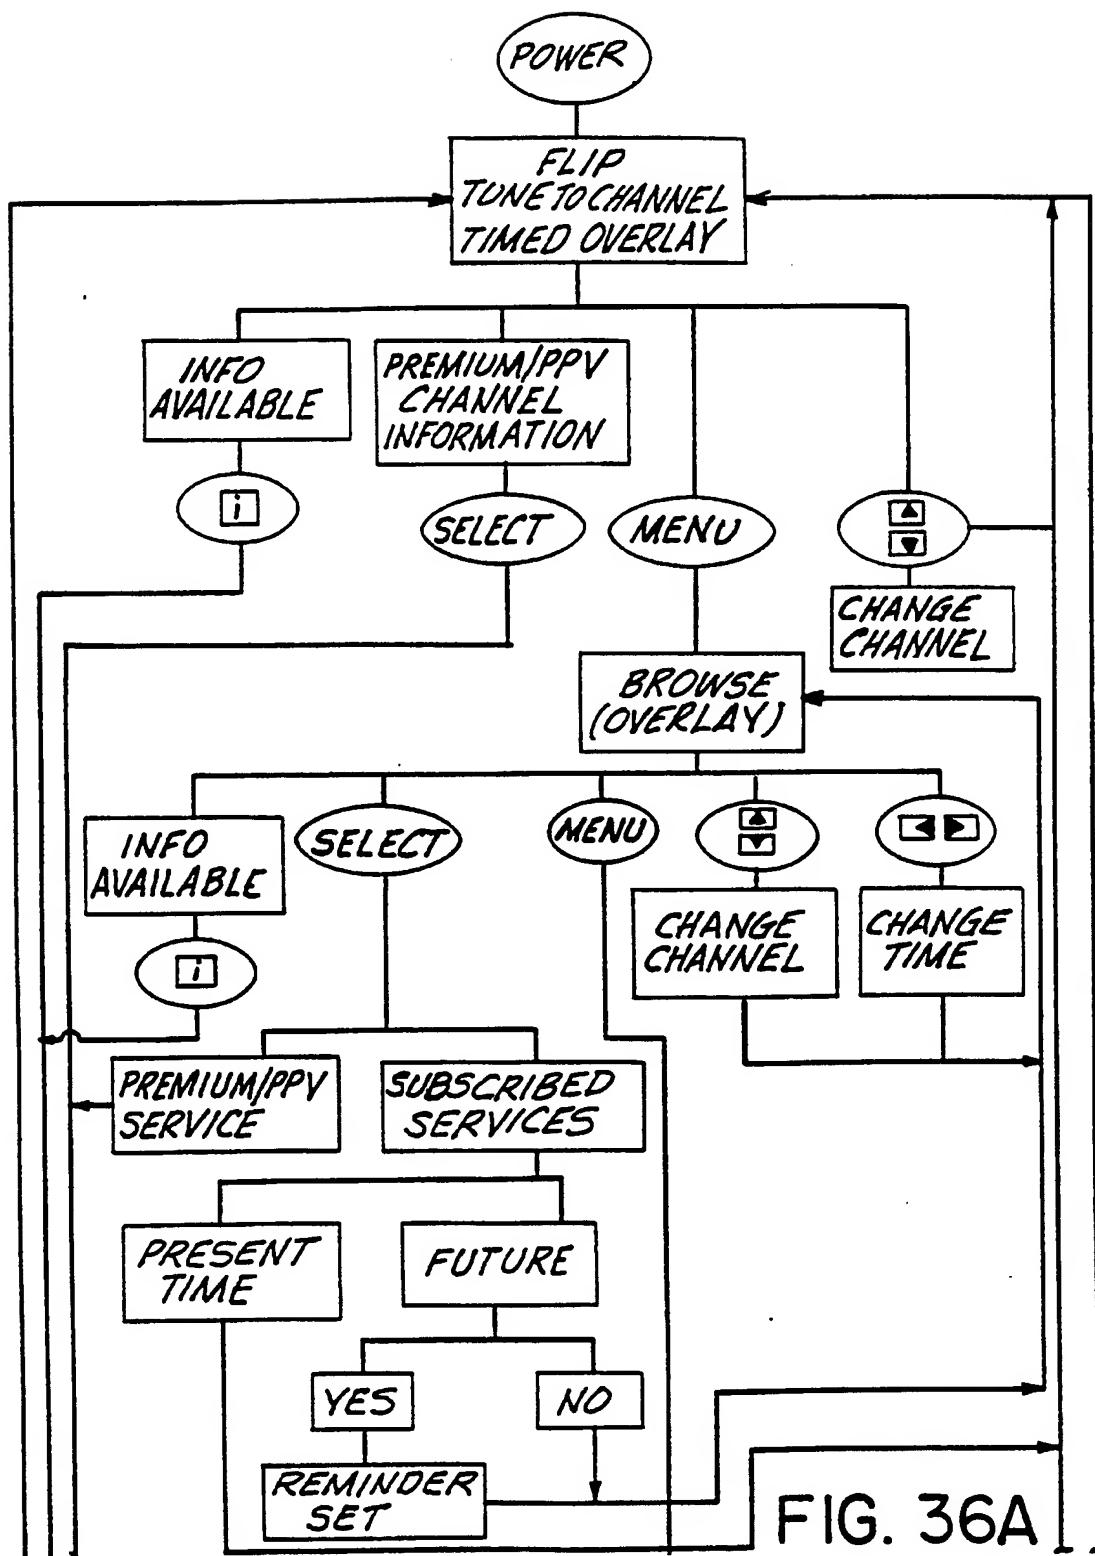 POWER
FLIP
TUNE TO CHANNEL
TIMED OVERLAY
INFO
AVAILABLE
PREMIUM/PPV
CHANNEL
INFORMATION
i
SELECT
MENU
CHANGE
CHANNEL
BROWSE
(OVERLAY)
INFO
AVAILABLE
SELECT
MENU
i
CHANGE
CHANNEL
CHANGE
TIME
PREMIUM/PPV
SERVICE
SUBSCRIBED
SERVICES
PRESENT
TIME
FUTURE
YES
NO
REMINDER
SET
FIG. 36A